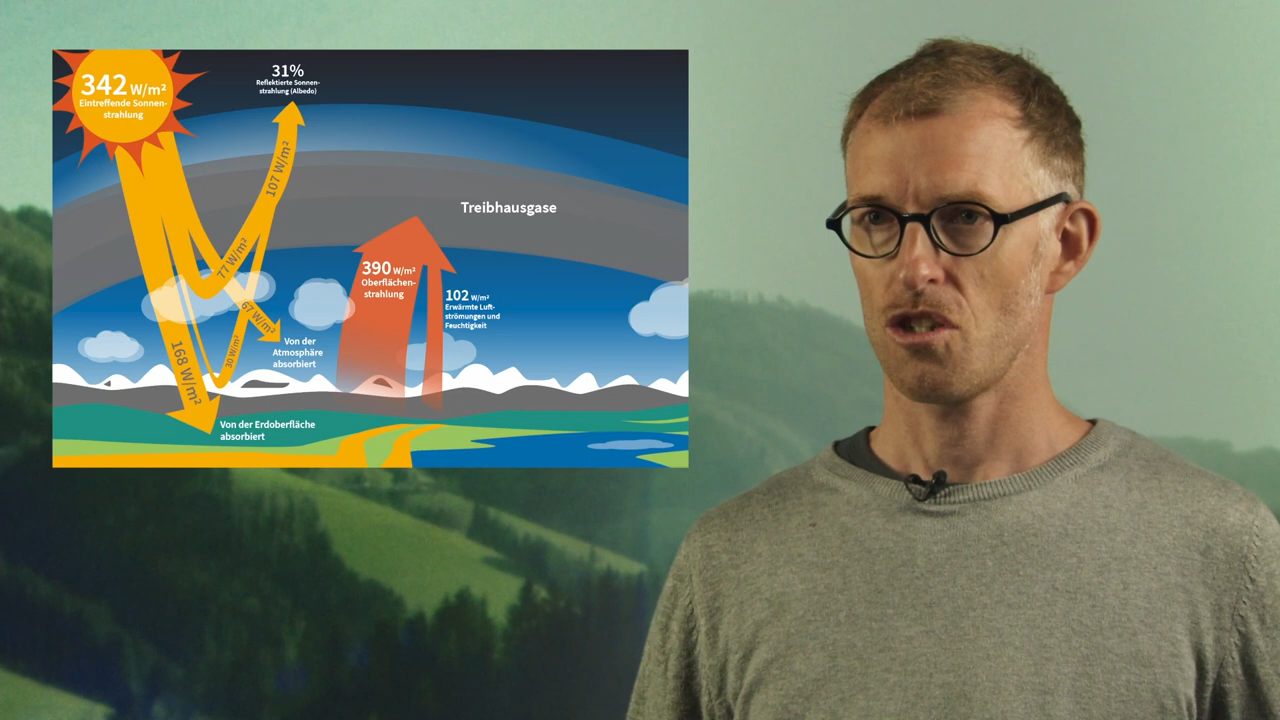 342 W/m²
Eintreffende Sonnen-
strahlung
31%
Reflektierte Sonnen-
strahlung (Albedo)
107 W/m²
77 W/m²
67 W/m²
30 W/m²
168 W/m²
Treibhausgase
390 W/m²
Oberflächen-
strahlung
102 W/m²
Erwärmte Luft-
strömungen und
Feuchtigkeit
Von der
Atmosphäre
absorbiert
Von der Erdoberfläche
absorbiert